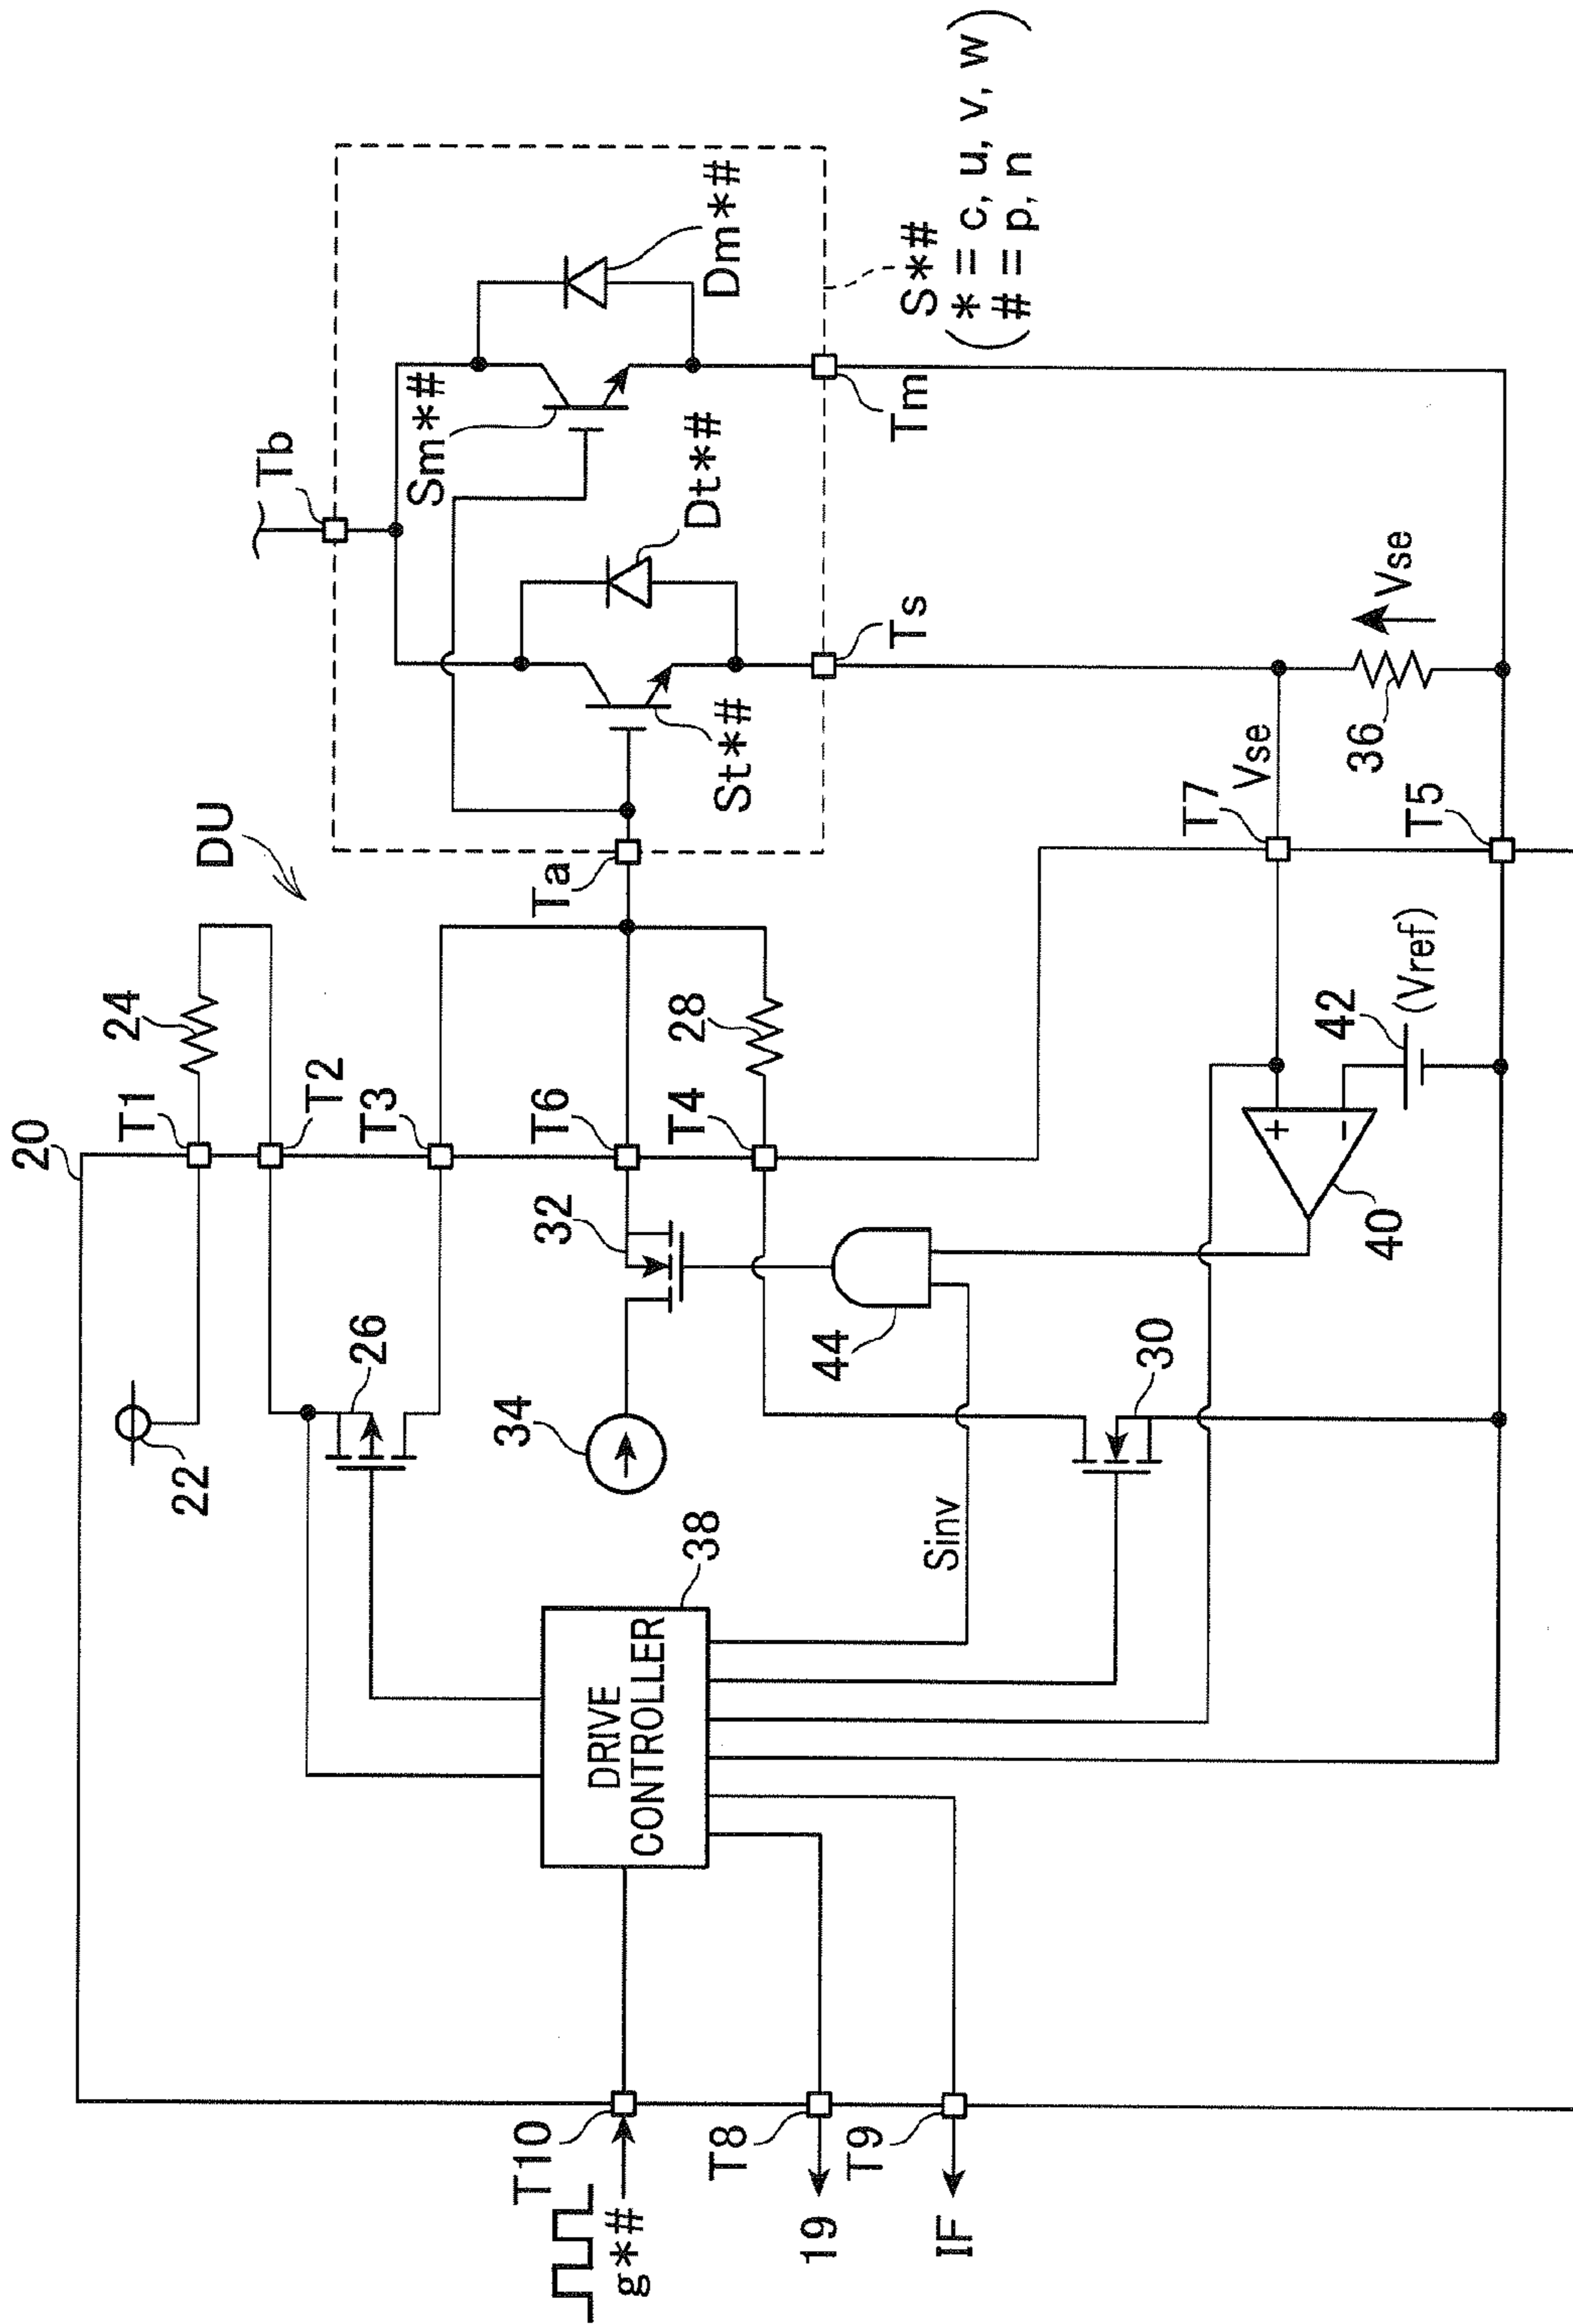 DU
Tb
20
22
24
T1
T2
26
T3
Sm*#
Dm*#
Dt*#
St*#
Ta
34
32
T6
T4
28
Ts
Tm
S*#
(* = c, u, v, w)
(# = p, n)
DRIVE
CONTROLLER
38
Sinv
44
30
40
42
(Vref)
T7
Vse
T5
36
Vse
T10
g*#
T8
19
T9
IF